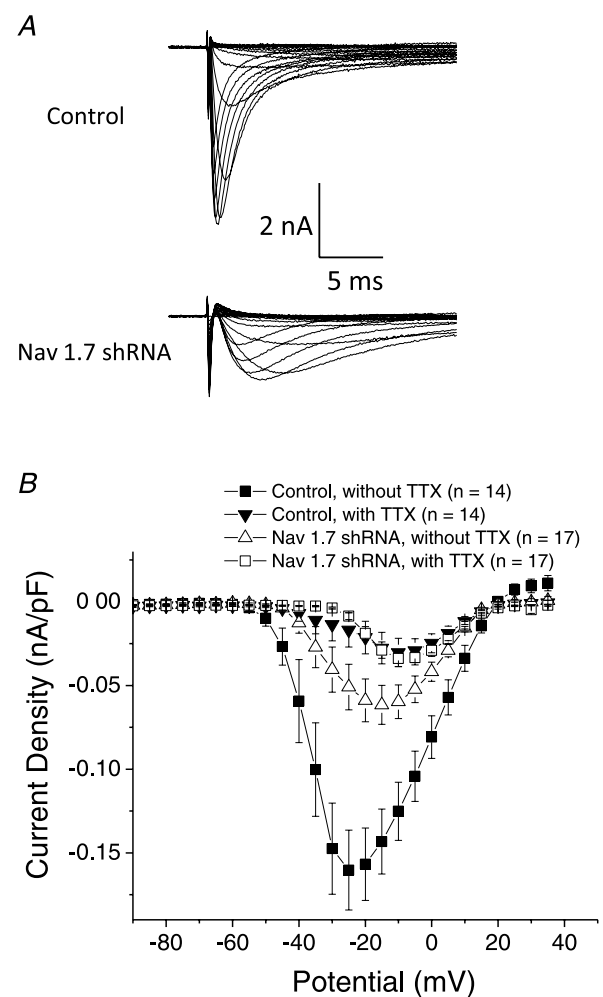 A
Control
2 nA
5 ms
Nav 1.7 shRNA
B
Control, without TTX (n = 14)
Control, with TTX (n = 14)
Nav 1.7 shRNA, without TTX (n = 17)
Nav 1.7 shRNA, with TTX (n = 17)
0 00
-0.05
-0.10
-0.15
Current Density (nA/pF)
-80 -60 -40 -20 0 20 40
Potential (mV)